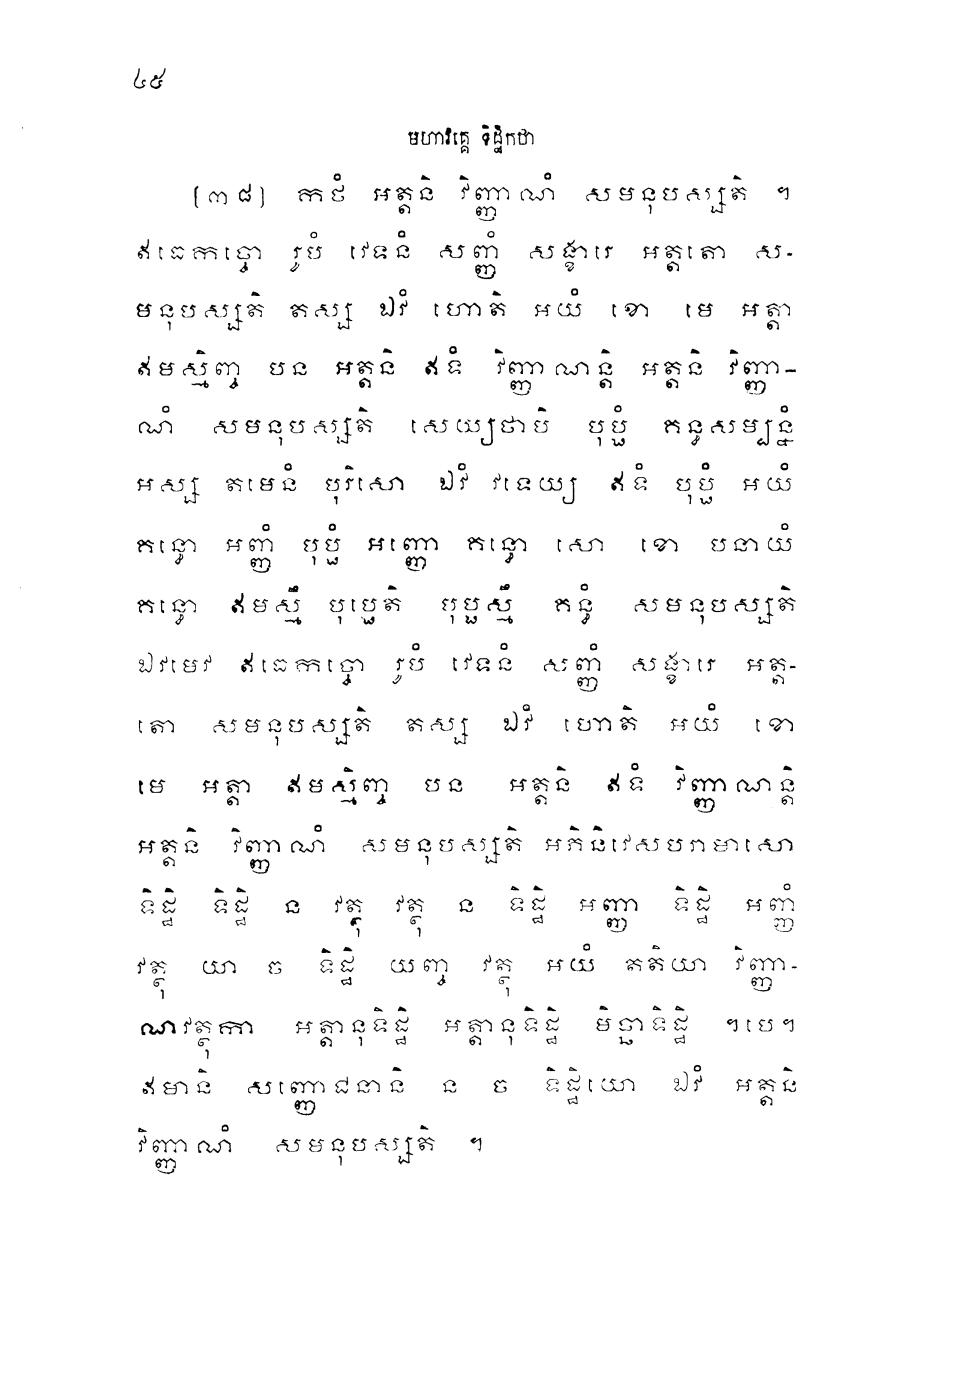 ៤៥
មហាវគ្គេ ទិដ្ឋិកថា
[៣៨] កថំ អត្តនិ វិញ្ញាណំ សមនុបស្សតិ ។
ឥធេកច្ចោ រូបំ វេទនំ សញ្ញំ សង្ខារេ អត្តតោ ស-
មនុបស្សតិ តស្ស ឯវំ ហោតិ អយំ ខោ មេ អត្តា
ឥមស្មិញ្ច បន អត្តនិ ឥទំ វិញ្ញាណន្តិ អត្តនិ វិញ្ញា-
ណំ សមនុបស្សតិ សេយ្យថាបិ បុប្ផំ គន្ធសម្បន្នំ
អស្ស តមេនំ បុរិសោ ឯវំ វទេយ្យ ឥទំ បុប្ផំ អយំ
គន្ធោ អញ្ញំ បុប្ផំ អញ្ញោ គន្ធោ សោ ខោ បនាយំ
គន្ធោ ឥមស្មឹ បុប្ផេតិ បុប្ផស្មឹ គន្ធំ សមនុបស្សតិ
ឯវមេវ ឥធេកច្ចោ រូបំ វេទនំ សញ្ញំ សង្ខារេ អត្ត-
តោ សមនុបស្សតិ តស្ស ឯវំ ហោតិ អយំ ខោ
មេ អត្តា ឥមស្មិញ្ច បន អត្តនិ ឥទំ វិញ្ញាណន្តិ
អត្តនិ វិញ្ញាណំ សមនុបស្សតិ អភិនិវេសបរាមាសោ
ទិដ្ឋិ ទិដ្ឋិ ន វត្ថុ វត្ថុ ន ទិដ្ឋិ អញ្ញា ទិដ្ឋិ អញ្ញំ
វត្ថុ យា ច ទិដ្ឋិ យញ្ច វត្ថុ អយំ តតិយា វិញ្ញា-
ណវត្ថុកា អត្តានុទិដ្ឋិ អត្តានុទិដ្ឋិ មិច្ឆាទិដ្ឋិ ។បេ។
ឥមានិ សញ្ញោជនានិ ន ច ទិដ្ឋិយោ ឯវំ អត្តនិ
វិញ្ញាណំ សមនុបស្សតិ ។